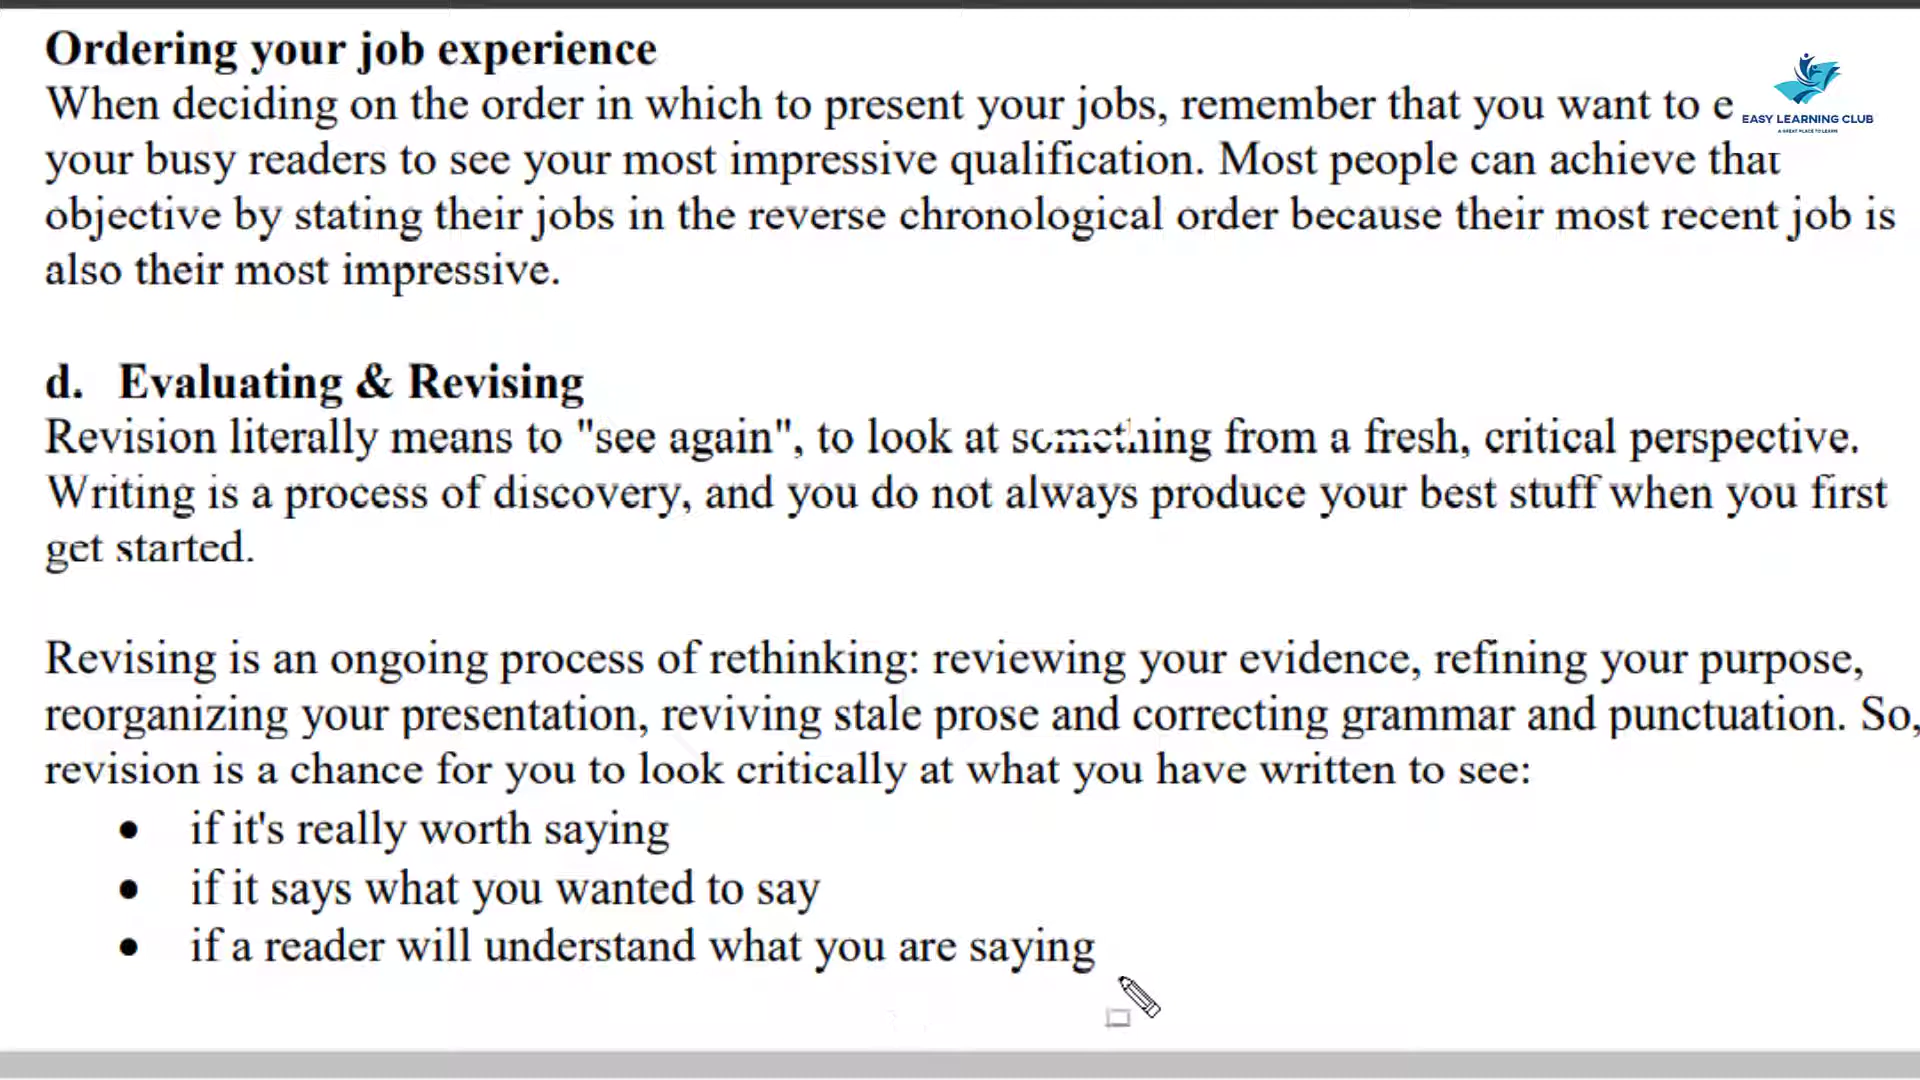 Ordering your job experience
When deciding on the order in which to present your jobs, remember that you want to e
EASY LEARNING CLUB
A GREAT PLACE TO LEARN
your busy readers to see your most impressive qualification. Most people can achieve that
objective by stating their jobs in the reverse chronological order because their most recent job is
also their most impressive.
d. Evaluating & Revising
Revision literally means to "see again", to look at something from a fresh, critical perspective.
Writing is a process of discovery, and you do not always produce your best stuff when you first
get started.
Revising is an ongoing process of rethinking: reviewing your evidence, refining your purpose,
reorganizing your presentation, reviving stale prose and correcting grammar and punctuation. So,
revision is a chance for you to look critically at what you have written to see:
• if it's really worth saying
• if it says what you wanted to say
• if a reader will understand what you are saying